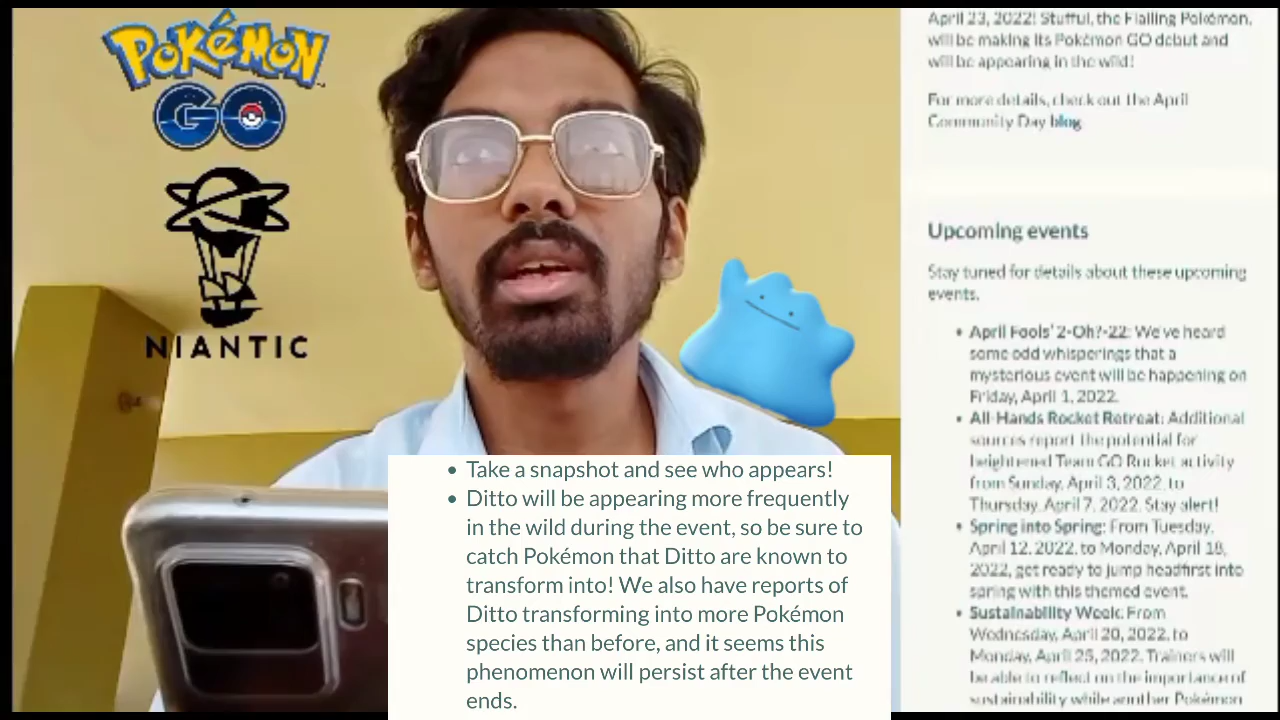 POKéMON
GO
NIANTIC
April 23, 2022! Stufful, the Flailing Pokémon,
will be making its Pokémon GO debut and
will be appearing in the wild!
For more details, check out the April
Community Day blog
Upcoming events
Stay tuned for details about these upcoming
events.
• April Fools' 2-Oh?-22: We've heard
some odd whisperings that a
mysterious event will be happening on
Friday, April 1, 2022.
• All-Hands Rocket Retreat: Additional
sources report the potential for
heightened Team GO Rocket activity
from Sunday, April 3, 2022, to
Thursday, April 7, 2022. Stay alert!
• Spring into Spring: From Tuesday,
April 12, 2022, to Monday, April 18,
2022, get ready to jump headfirst into
spring with this themed event.
• Sustainability Week: From
Wednesday, April 20, 2022, to
Monday, April 25, 2022, Trainers will
be able to reflect on the importance of
sustainability while another Pokémon
• Take a snapshot and see who appears!
• Ditto will be appearing more frequently
in the wild during the event, so be sure to
catch Pokémon that Ditto are known to
transform into! We also have reports of
Ditto transforming into more Pokémon
species than before, and it seems this
phenomenon will persist after the event
ends.